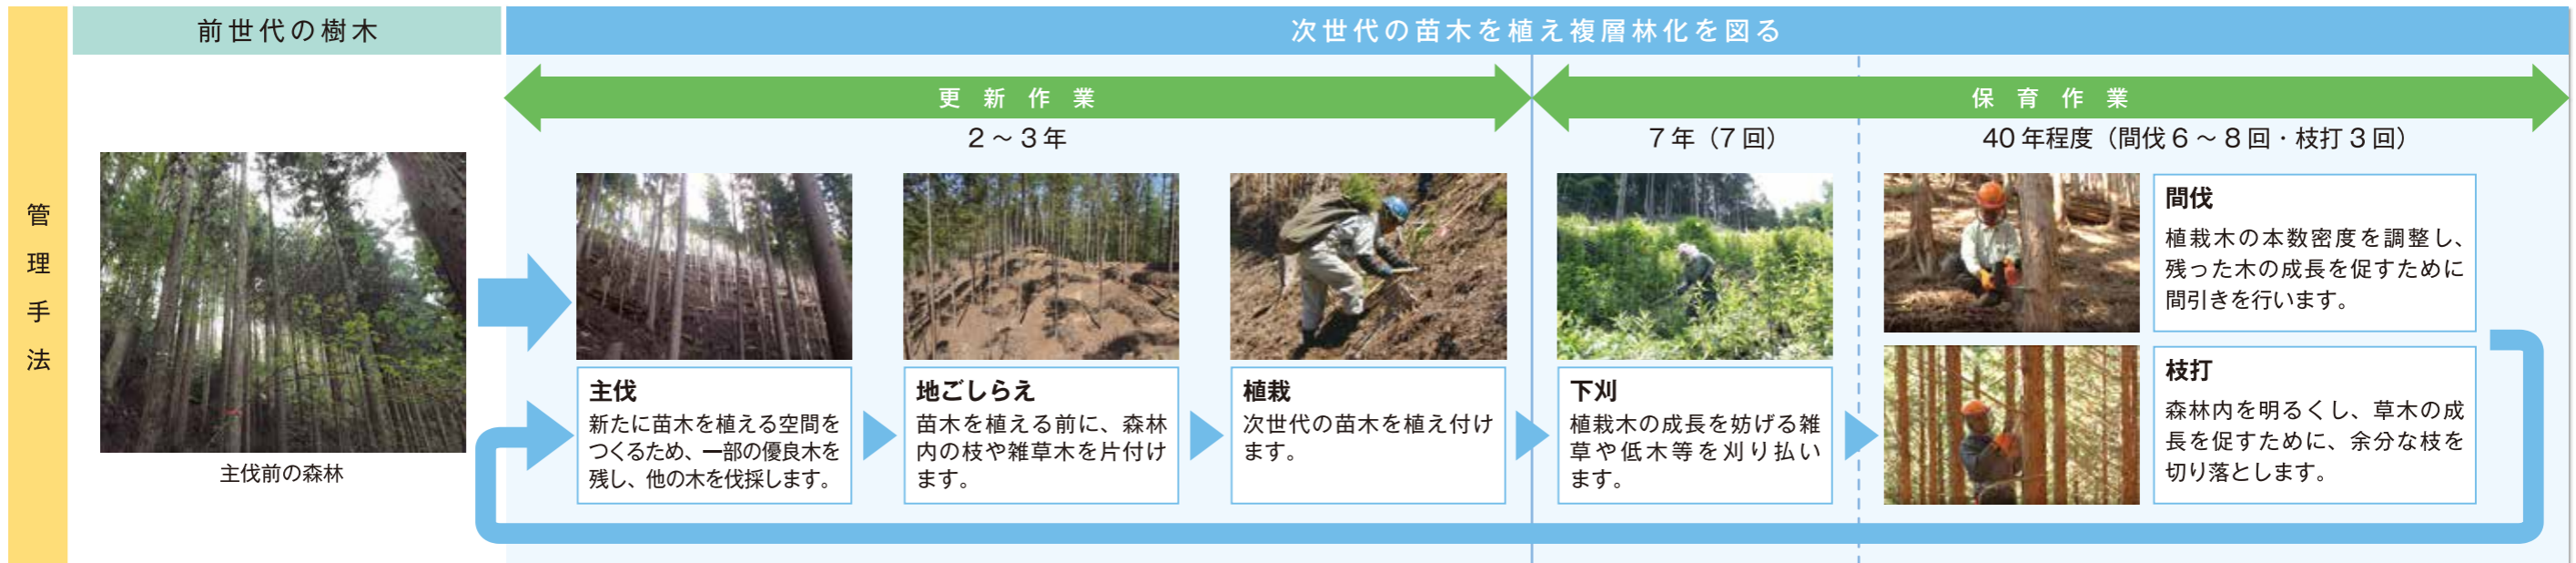 前世代の樹木
次世代の苗木を植え複層林化を図る
管理手法
更新作業
保育作業
2～3年
7年（7回）
40年程度（間伐6～8回・枝打3回）
主伐前の森林
主伐
新たに苗木を植える空間を
つくるため、一部の優良木を
残し、他の木を伐採します。
地ごしらえ
苗木を植える前に、森林
内の枝や雑草木を片付け
ます。
植栽
次世代の苗木を植え付け
ます。
下刈
植栽木の成長を妨げる雑
草や低木等を刈り払い
ます。
間伐
植栽木の本数密度を調整し、
残った木の成長を促すために
間引きを行います。
枝打
森林内を明るくし、草木の成
長を促すために、余分な枝を
切り落とします。